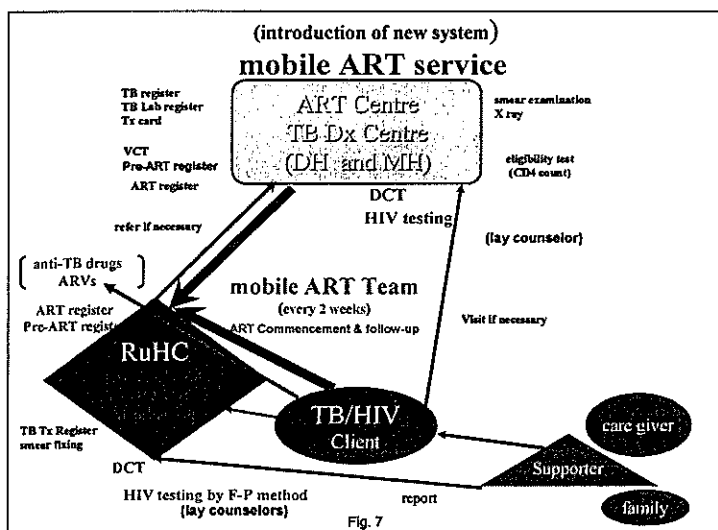 (introduction of new system)
mobile ART service
TB register
TB Lab register
Tx card
VCT
Pre-ART register
ART register
ART Centre
TB Dx Centre
(DH and MH)
smear examination
X ray
eligibility test
(CD4 count)
DCT
HIV testing
(lay counselor)
refer if necessary
anti-TB drugs
ARVs
ART register
Pre-ART registe
mobile ART Team
(every 2 weeks)
ART Commencement & follow-up
Visit if necessary
RuHC
TB/HIV
Client
care giver
Supporter
family
TB Tx Register
smear fixing
DCT
HIV testing by F-P method
(lay counselors)
report
Fig. 7